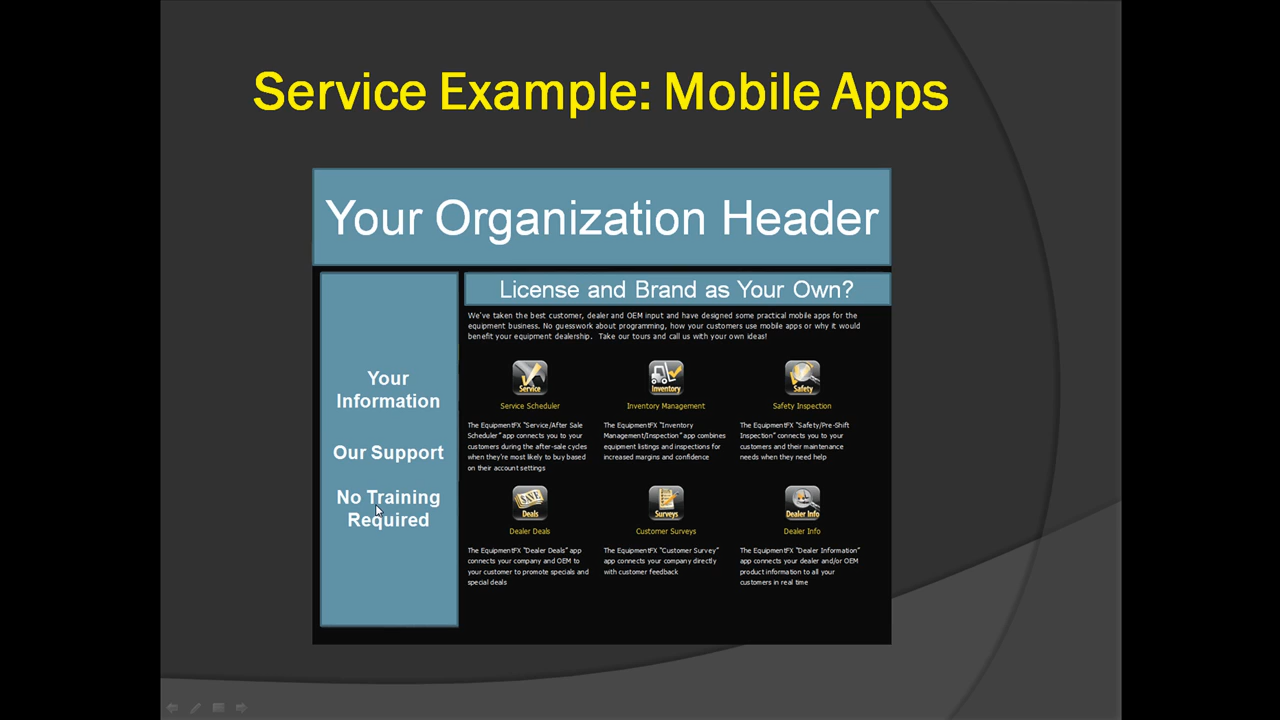 Service Example: Mobile Apps
Your Organization Header
License and Brand as Your Own?
We've taken the best customer, dealer and OEM input and have designed some practical mobile apps for the
equipment business. No guesswork about programming, how your customers use mobile apps or why it would
benefit your equipment dealership. Take our tours and call us with your own ideas!
Your
Information
Our Support
No Training
Required
Service
Service Scheduler
The EquipmentFX "Service/After Sale
Scheduler" app connects you to your
customers during the after-sale cycles
when they're most likely to buy based
on their account settings
Inventory
Inventory Management
The EquipmentFX "Inventory
Management/Inspection" app combines
equipment listings and inspections for
increased margins and confidence
Safety
Safety Inspection
The EquipmentFX "Safety/Pre-Shift
Inspection" connects you to your
customers and their maintenance
needs when they need help
SAVE
Deals
Dealer Deals
The EquipmentFX "Dealer Deals" app
connects your company and OEM to
your customer to promote specials and
special deals
Surveys
Customer Surveys
The EquipmentFX "Customer Survey"
app connects your company directly
with customer feedback
Dealer Info
Dealer Info
The EquipmentFX "Dealer Information"
app connects your dealer and/or OEM
product information to all your
customers in real time